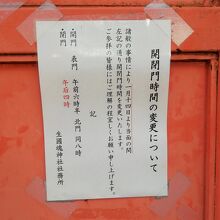 開閉門時間の変更について
諸般の事情により一月十四日より当面の間
左記の通り開閉門時間を変更いたします。
ご参拝の皆様にはご理解の程宜しくお願い申し上げます。
記
・開門　表門　午前六時半　北門　同八時
・閉門　午后四時
生國魂神社社務所